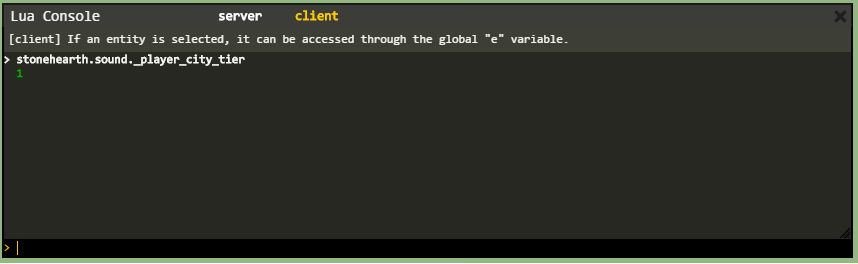 Lua Console server client
[client] If an entity is selected, it can be accessed through the global "e" variable.
> stonehearth.sound._player_city_tier
1
>